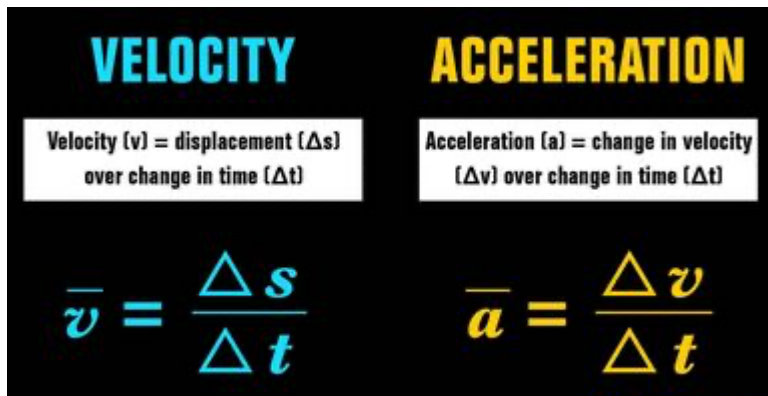 VELOCITY
Velocity (v) = displacement (Δs)
over change in time (Δt)
v̅ = Δs / Δt
ACCELERATION
Acceleration (a) = change in velocity
(Δv) over change in time (Δt)
a̅ = Δv / Δt